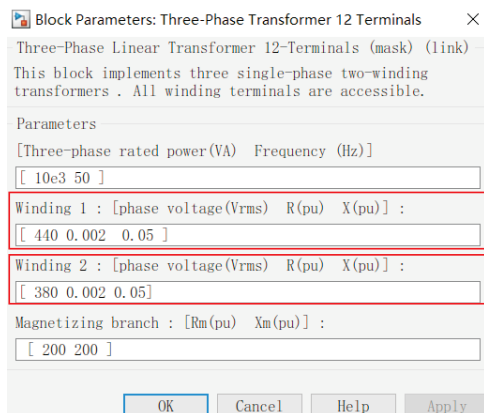 Block Parameters: Three-Phase Transformer 12 Terminals
Three-Phase Linear Transformer 12-Terminals (mask) (link)
This block implements three single-phase two-winding
transformers . All winding terminals are accessible.
Parameters
[Three-phase rated power(VA) Frequency (Hz)]
[ 10e3 50 ]
Winding 1 : [phase voltage(Vrms) R(pu) X(pu)] :
[ 440 0.002 0.05 ]
Winding 2 : [phase voltage(Vrms) R(pu) X(pu)] :
[ 380 0.002 0.05]
Magnetizing branch : [Rm(pu) Xm(pu)] :
[ 200 200 ]
OK Cancel Help Apply